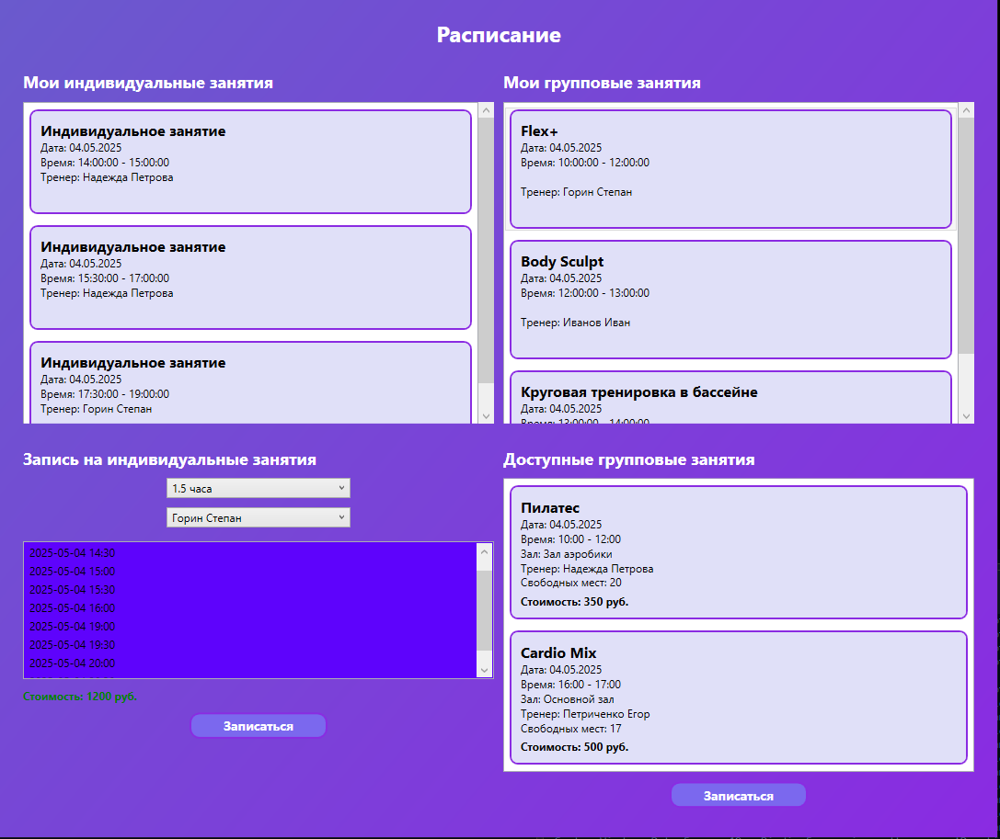 Расписание
Мои индивидуальные занятия
Индивидуальное занятие
Дата: 04.05.2025
Время: 14:00:00 - 15:00:00
Тренер: Надежда Петрова
Индивидуальное занятие
Дата: 04.05.2025
Время: 15:30:00 - 17:00:00
Тренер: Надежда Петрова
Индивидуальное занятие
Дата: 04.05.2025
Время: 17:30:00 - 19:00:00
Тренер: Горин Степан
Мои групповые занятия
Flex+
Дата: 04.05.2025
Время: 10:00:00 - 12:00:00
Тренер: Горин Степан
Body Sculpt
Дата: 04.05.2025
Время: 12:00:00 - 13:00:00
Тренер: Иванов Иван
Круговая тренировка в бассейне
Дата: 04.05.2025
Время: 13:00:00 - 14:00:00
Запись на индивидуальные занятия
1.5 часа
Горин Степан
2025-05-04 14:30
2025-05-04 15:00
2025-05-04 15:30
2025-05-04 16:00
2025-05-04 19:00
2025-05-04 19:30
2025-05-04 20:00
Стоимость: 1200 руб.
Записаться
Доступные групповые занятия
Пилатес
Дата: 04.05.2025
Время: 10:00 - 12:00
Зал: Зал аэробики
Тренер: Надежда Петрова
Свободных мест: 20
Стоимость: 350 руб.
Cardio Mix
Дата: 04.05.2025
Время: 16:00 - 17:00
Зал: Основной зал
Тренер: Петриченко Егор
Свободных мест: 17
Стоимость: 500 руб.
Записаться